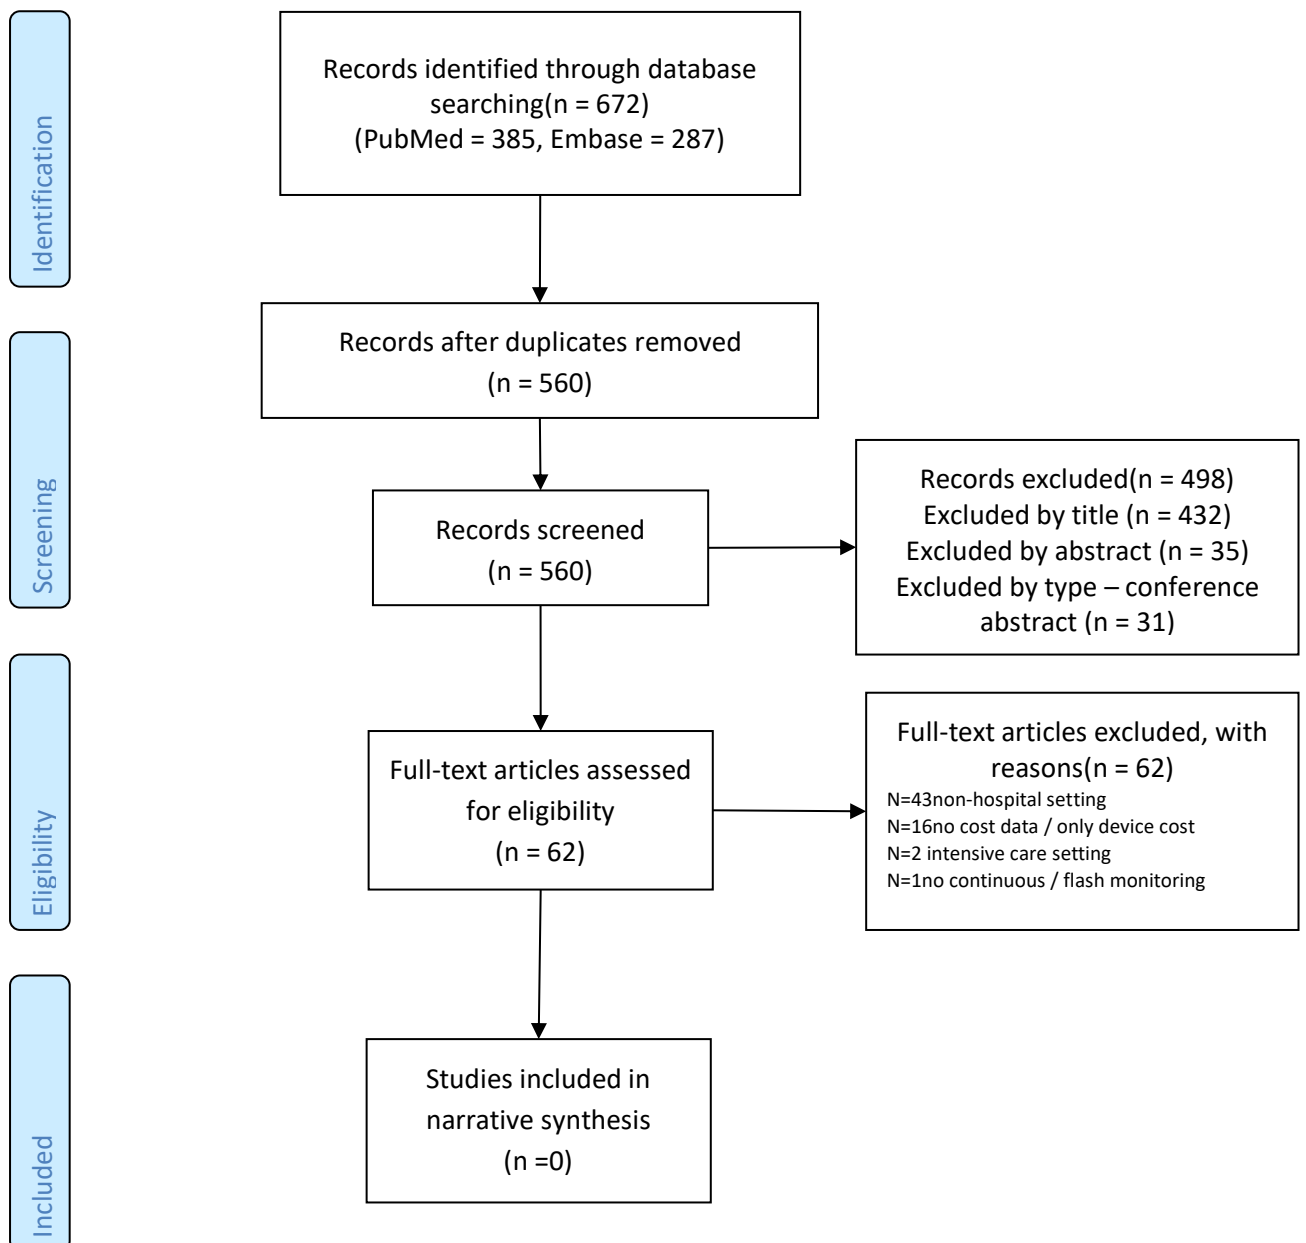 Identification
Records identified through database
searching(n = 672)
(PubMed = 385, Embase = 287)
Screening
Records after duplicates removed
(n = 560)
Records screened
(n = 560)
Records excluded(n = 498)
Excluded by title (n = 432)
Excluded by abstract (n = 35)
Excluded by type – conference
abstract (n = 31)
Eligibility
Full-text articles assessed
for eligibility
(n = 62)
Full-text articles excluded, with
reasons(n = 62)
N=43non-hospital setting
N=16no cost data / only device cost
N=2 intensive care setting
N=1no continuous / flash monitoring
Included
Studies included in
narrative synthesis
(n =0)